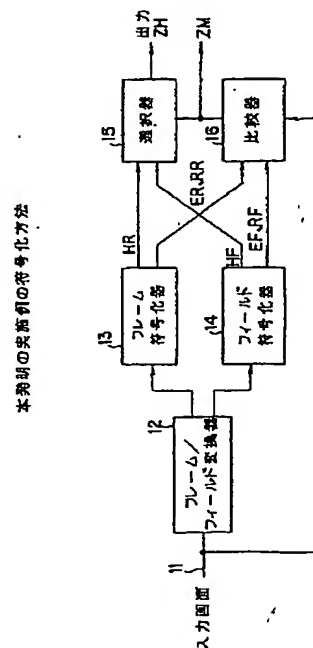 本発明の実施例の符号化方法
入力画面
11
12
フレーム／
フィールド変換器
13
フレーム
符号化器
14
フィールド
符号化器
HR
ER,RR
HF
EF,RF
15
選択器
16
比較器
出力
ZH
ZM